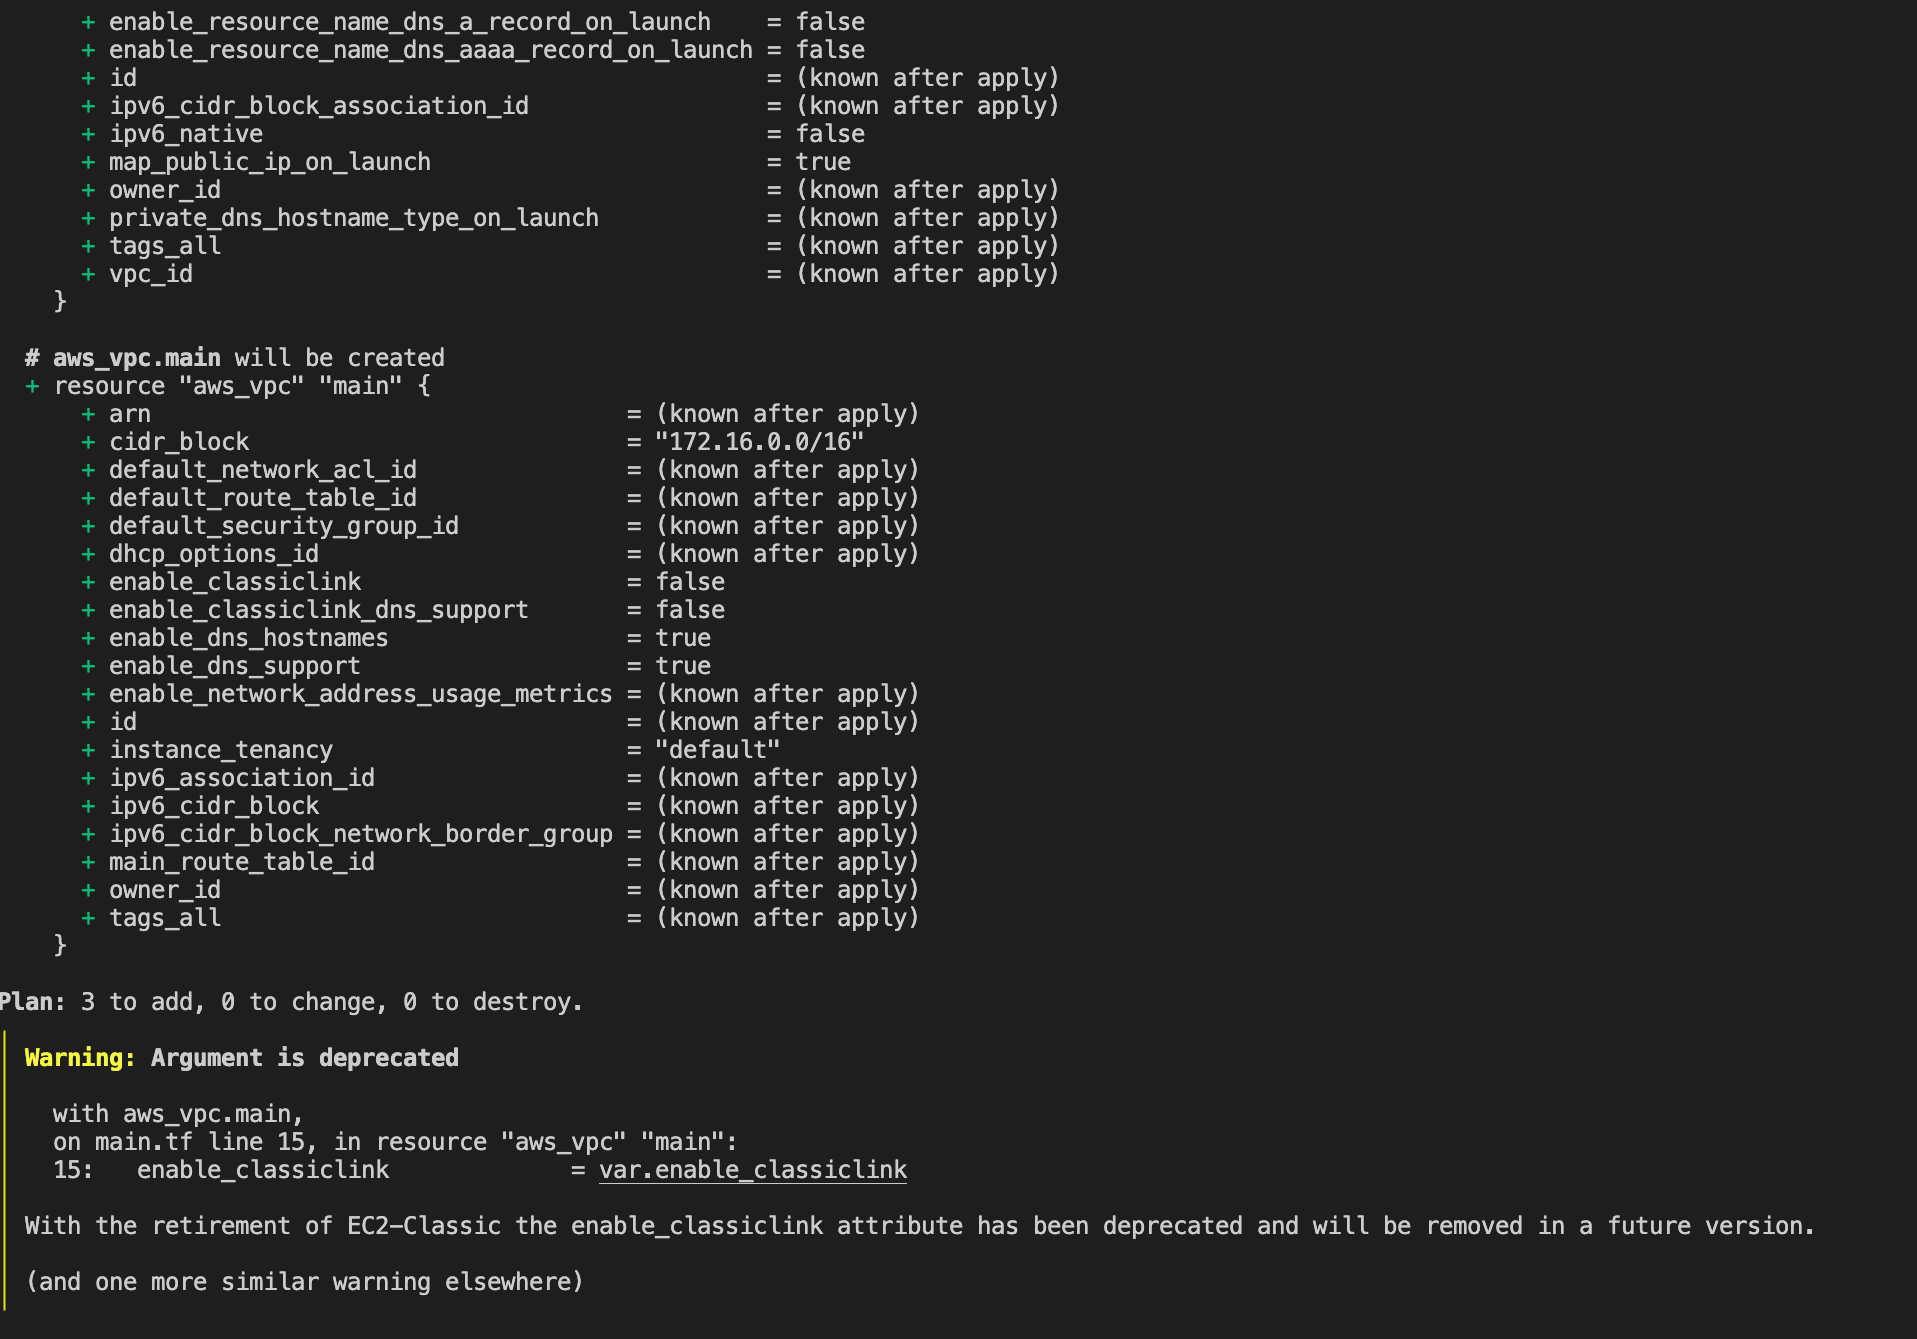 + enable_resource_name_dns_a_record_on_launch    = false
+ enable_resource_name_dns_aaaa_record_on_launch = false
+ id                                             = (known after apply)
+ ipv6_cidr_block_association_id                 = (known after apply)
+ ipv6_native                                    = false
+ map_public_ip_on_launch                        = true
+ owner_id                                       = (known after apply)
+ private_dns_hostname_type_on_launch            = (known after apply)
+ tags_all                                       = (known after apply)
+ vpc_id                                         = (known after apply)
}
# aws_vpc.main will be created
+ resource "aws_vpc" "main" {
+ arn                                  = (known after apply)
+ cidr_block                           = "172.16.0.0/16"
+ default_network_acl_id               = (known after apply)
+ default_route_table_id               = (known after apply)
+ default_security_group_id            = (known after apply)
+ dhcp_options_id                      = (known after apply)
+ enable_classiclink                   = false
+ enable_classiclink_dns_support       = false
+ enable_dns_hostnames                 = true
+ enable_dns_support                   = true
+ enable_network_address_usage_metrics = (known after apply)
+ id                                   = (known after apply)
+ instance_tenancy                     = "default"
+ ipv6_association_id                  = (known after apply)
+ ipv6_cidr_block                      = (known after apply)
+ ipv6_cidr_block_network_border_group = (known after apply)
+ main_route_table_id                  = (known after apply)
+ owner_id                             = (known after apply)
+ tags_all                             = (known after apply)
}
Plan: 3 to add, 0 to change, 0 to destroy.
Warning: Argument is deprecated
with aws_vpc.main,
on main.tf line 15, in resource "aws_vpc" "main":
15:   enable_classiclink             = var.enable_classiclink
With the retirement of EC2-Classic the enable_classiclink attribute has been deprecated and will be removed in a future version.
(and one more similar warning elsewhere)